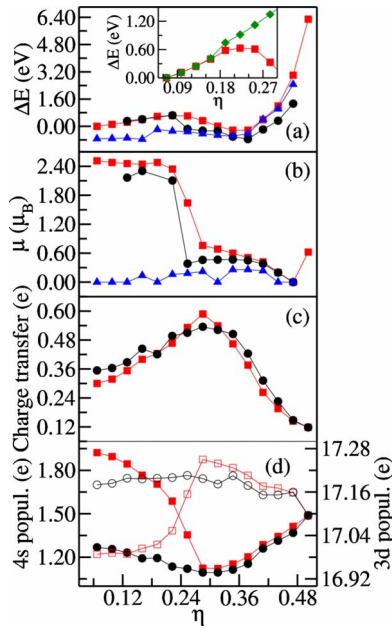 6.40
4.80
3.20
1.60
0.00
ΔE (eV)
1.20
0.80
0.40
0.00
ΔE (eV)
0.09 0.18 0.27
η
(a)
2.40
1.80
1.20
0.60
0.00
μ (μB)
(b)
0.60
0.48
0.36
0.24
0.12
Charge transfer (e)
(c)
1.80
1.50
1.20
4s popul. (e)
(d)
17.28
17.16
17.04
16.92
3d popul. (e)
0.12 0.24 0.36 0.48
η